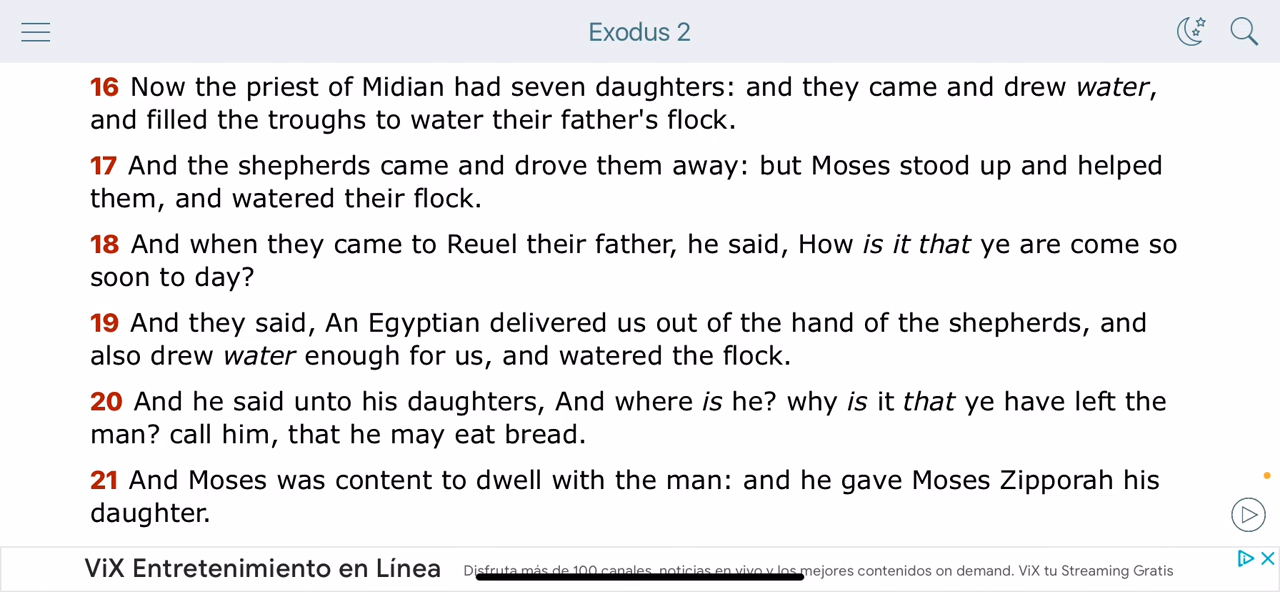 Exodus 2
16 Now the priest of Midian had seven daughters: and they came and drew water,
and filled the troughs to water their father's flock.
17 And the shepherds came and drove them away: but Moses stood up and helped
them, and watered their flock.
18 And when they came to Reuel their father, he said, How is it that ye are come so
soon to day?
19 And they said, An Egyptian delivered us out of the hand of the shepherds, and
also drew water enough for us, and watered the flock.
20 And he said unto his daughters, And where is he? why is it that ye have left the
man? call him, that he may eat bread.
21 And Moses was content to dwell with the man: and he gave Moses Zipporah his
daughter.
ViX Entretenimiento en Línea
Disfruta más de 100 canales, noticias en vivo y los mejores contenidos on demand. ViX tu Streaming Gratis